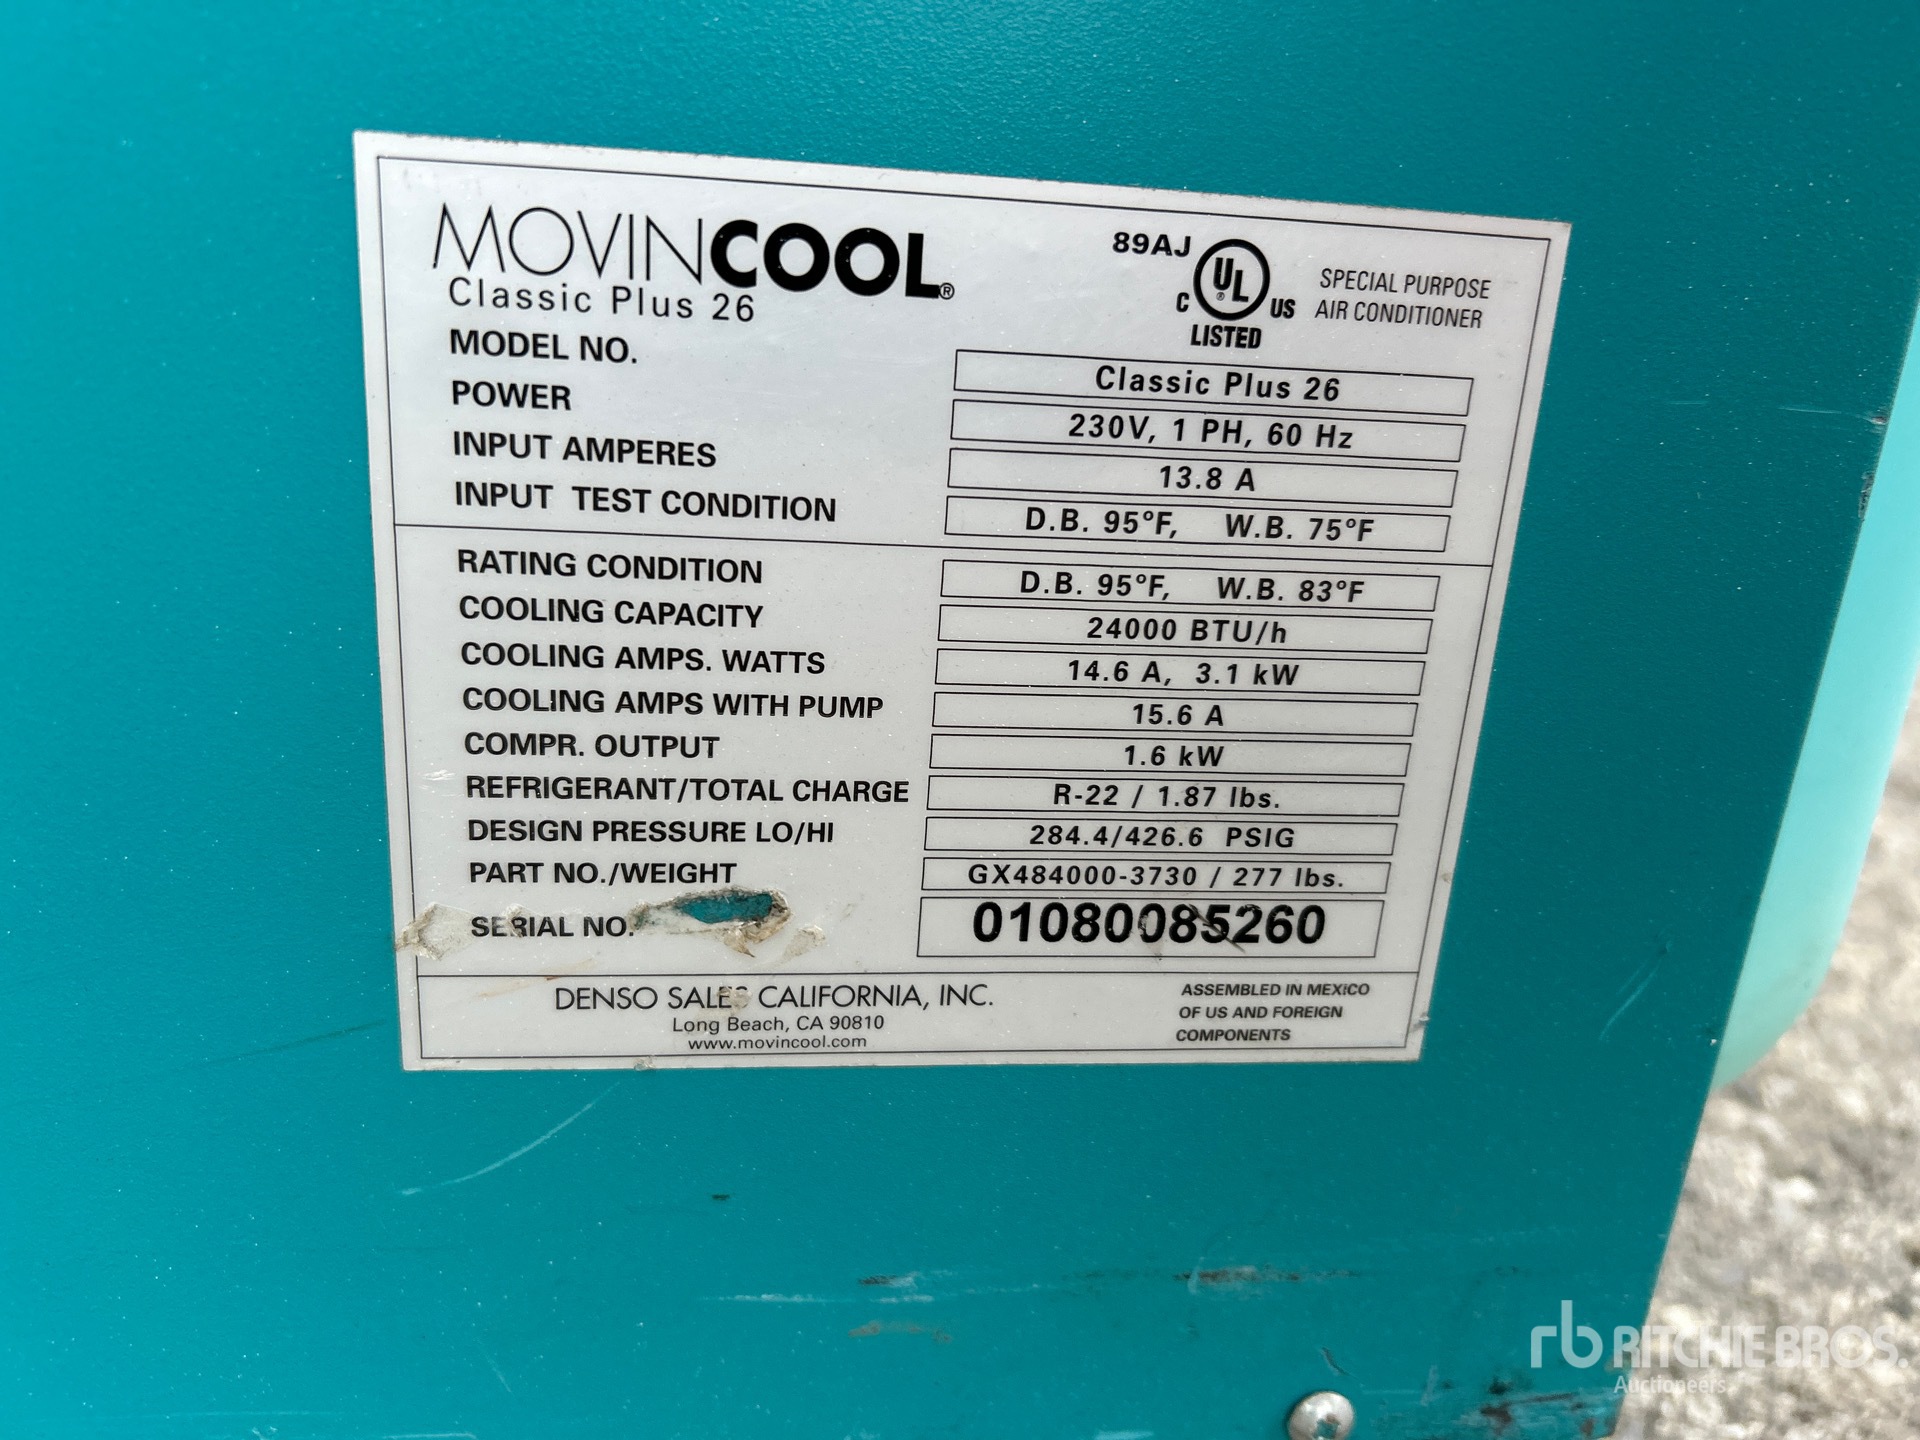 MOVINCOOL®
Classic Plus 26
89AJ
C UL® US
LISTED
SPECIAL PURPOSE
AIR CONDITIONER
MODEL NO. Classic Plus 26
POWER 230V, 1 PH, 60 Hz
INPUT AMPERES 13.8 A
INPUT TEST CONDITION D.B. 95°F, W.B. 75°F
RATING CONDITION D.B. 95°F, W.B. 83°F
COOLING CAPACITY 24000 BTU/h
COOLING AMPS. WATTS 14.6 A, 3.1 kW
COOLING AMPS WITH PUMP 15.6 A
COMPR. OUTPUT 1.6 kW
REFRIGERANT/TOTAL CHARGE R-22 / 1.87 lbs.
DESIGN PRESSURE LO/HI 284.4/426.6 PSIG
PART NO./WEIGHT GX484000-3730 / 277 lbs.
SERIAL NO. 01080085260
DENSO SALES CALIFORNIA, INC.
Long Beach, CA 90810
www.movincool.com
ASSEMBLED IN MEXICO
OF US AND FOREIGN
COMPONENTS
rb RITCHIE BROS.
Auctioneers